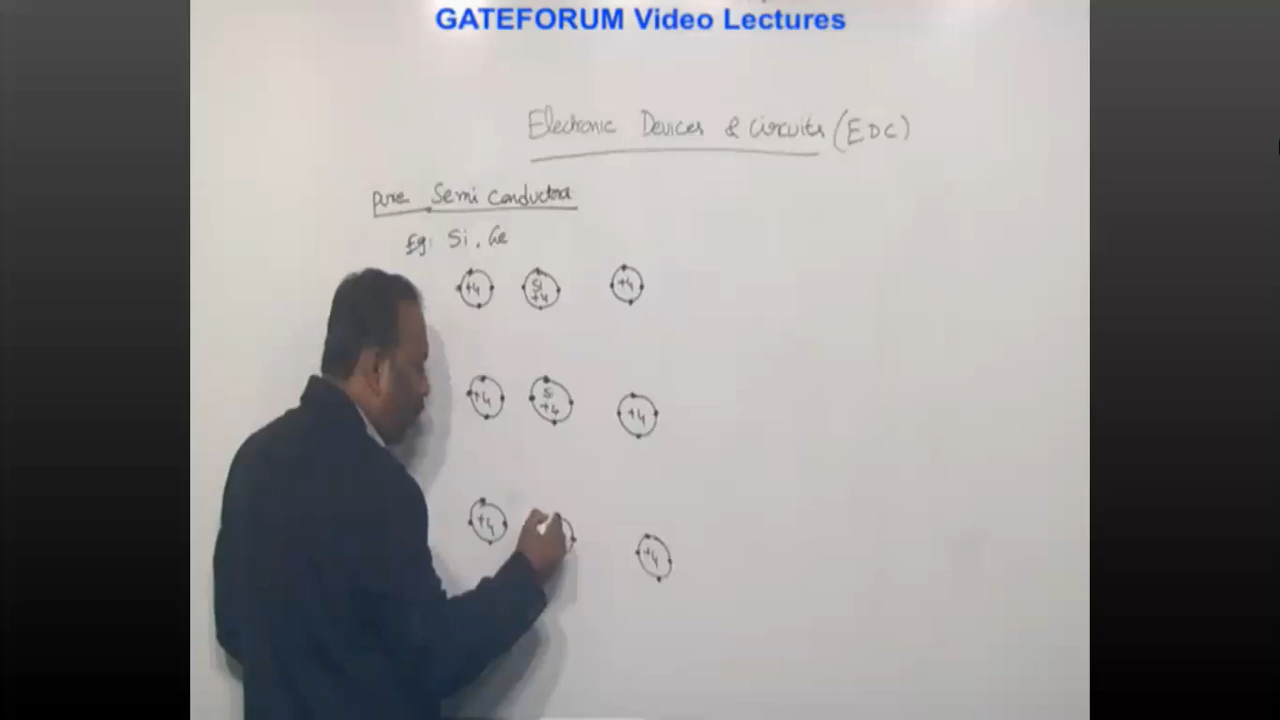 GATEFORUM Video Lectures
Electronic Devices & Circuits (EDC)
pure Semi conductor
Eg: Si, Ge
+4 Si +4 +4
+4 Si +4 +4
+4 +4